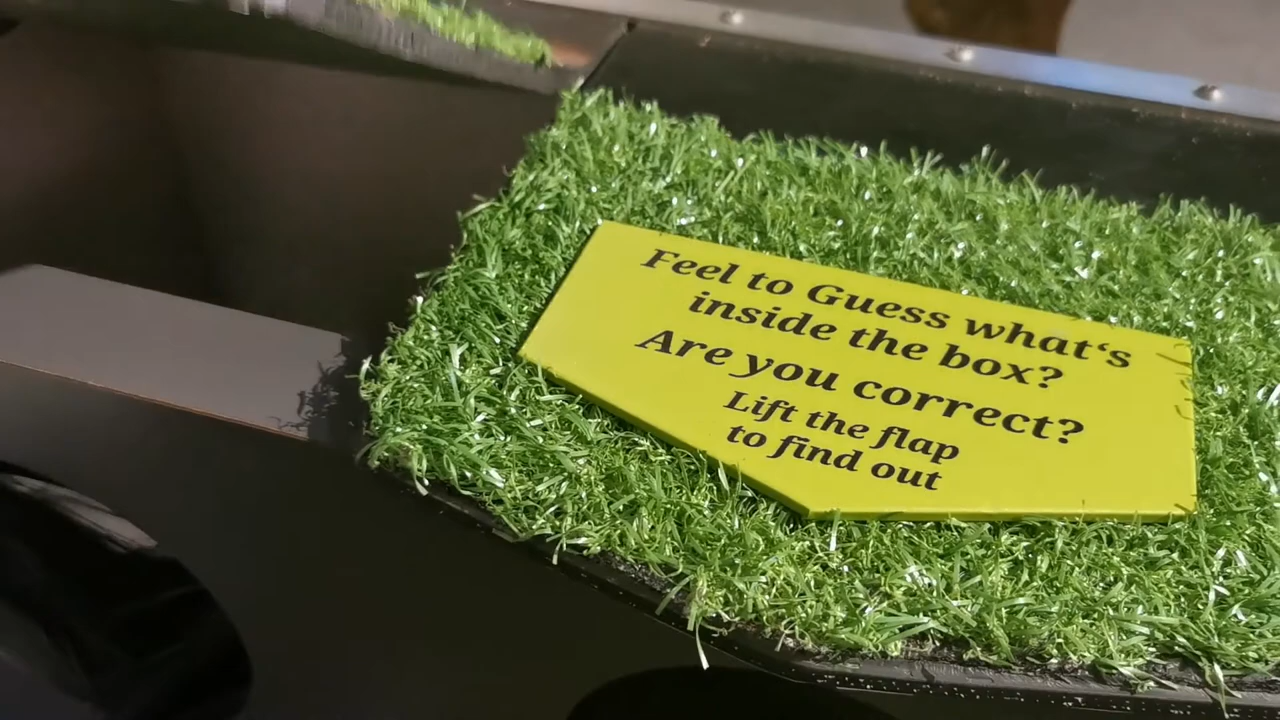 Feel to Guess what‘s
inside the box?
Are you correct?
Lift the flap
to find out